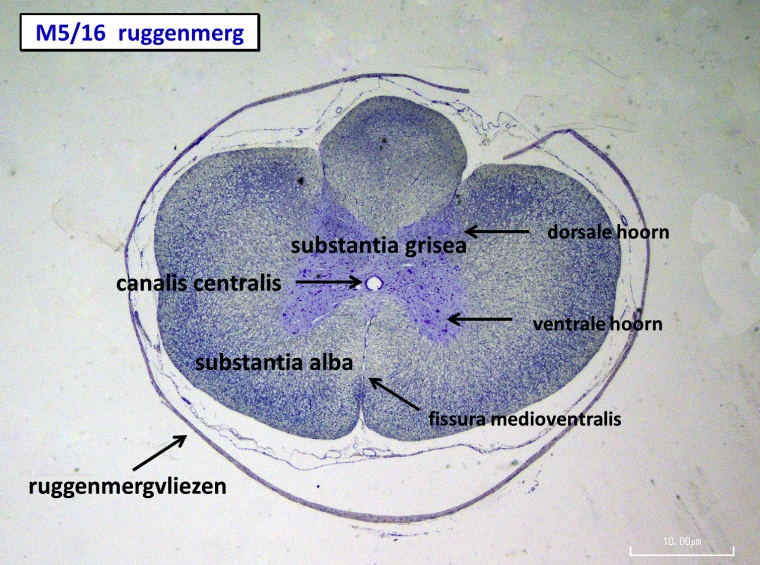 M5/16 ruggenmerg
dorsale hoorn
substantia grisea
canalis centralis
ventrale hoorn
substantia alba
fissura medioventralis
ruggenmergvliezen
10.00µm